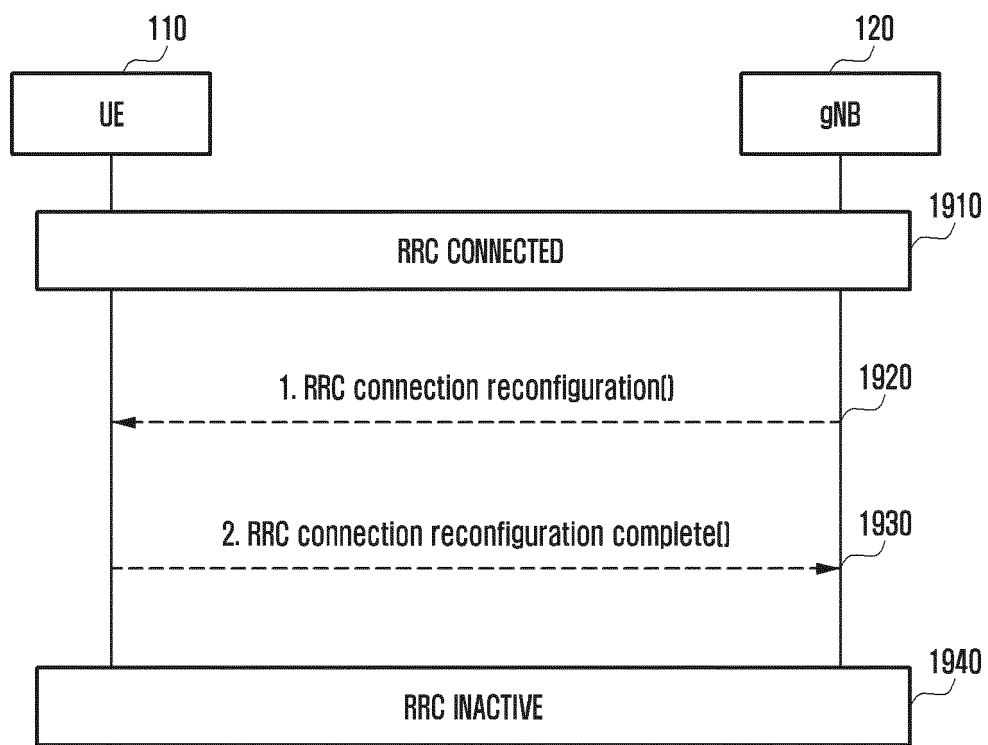 110
120
UE
gNB
1910
RRC CONNECTED
1. RRC connection reconfiguration()
1920
2. RRC connection reconfiguration complete()
1930
1940
RRC INACTIVE